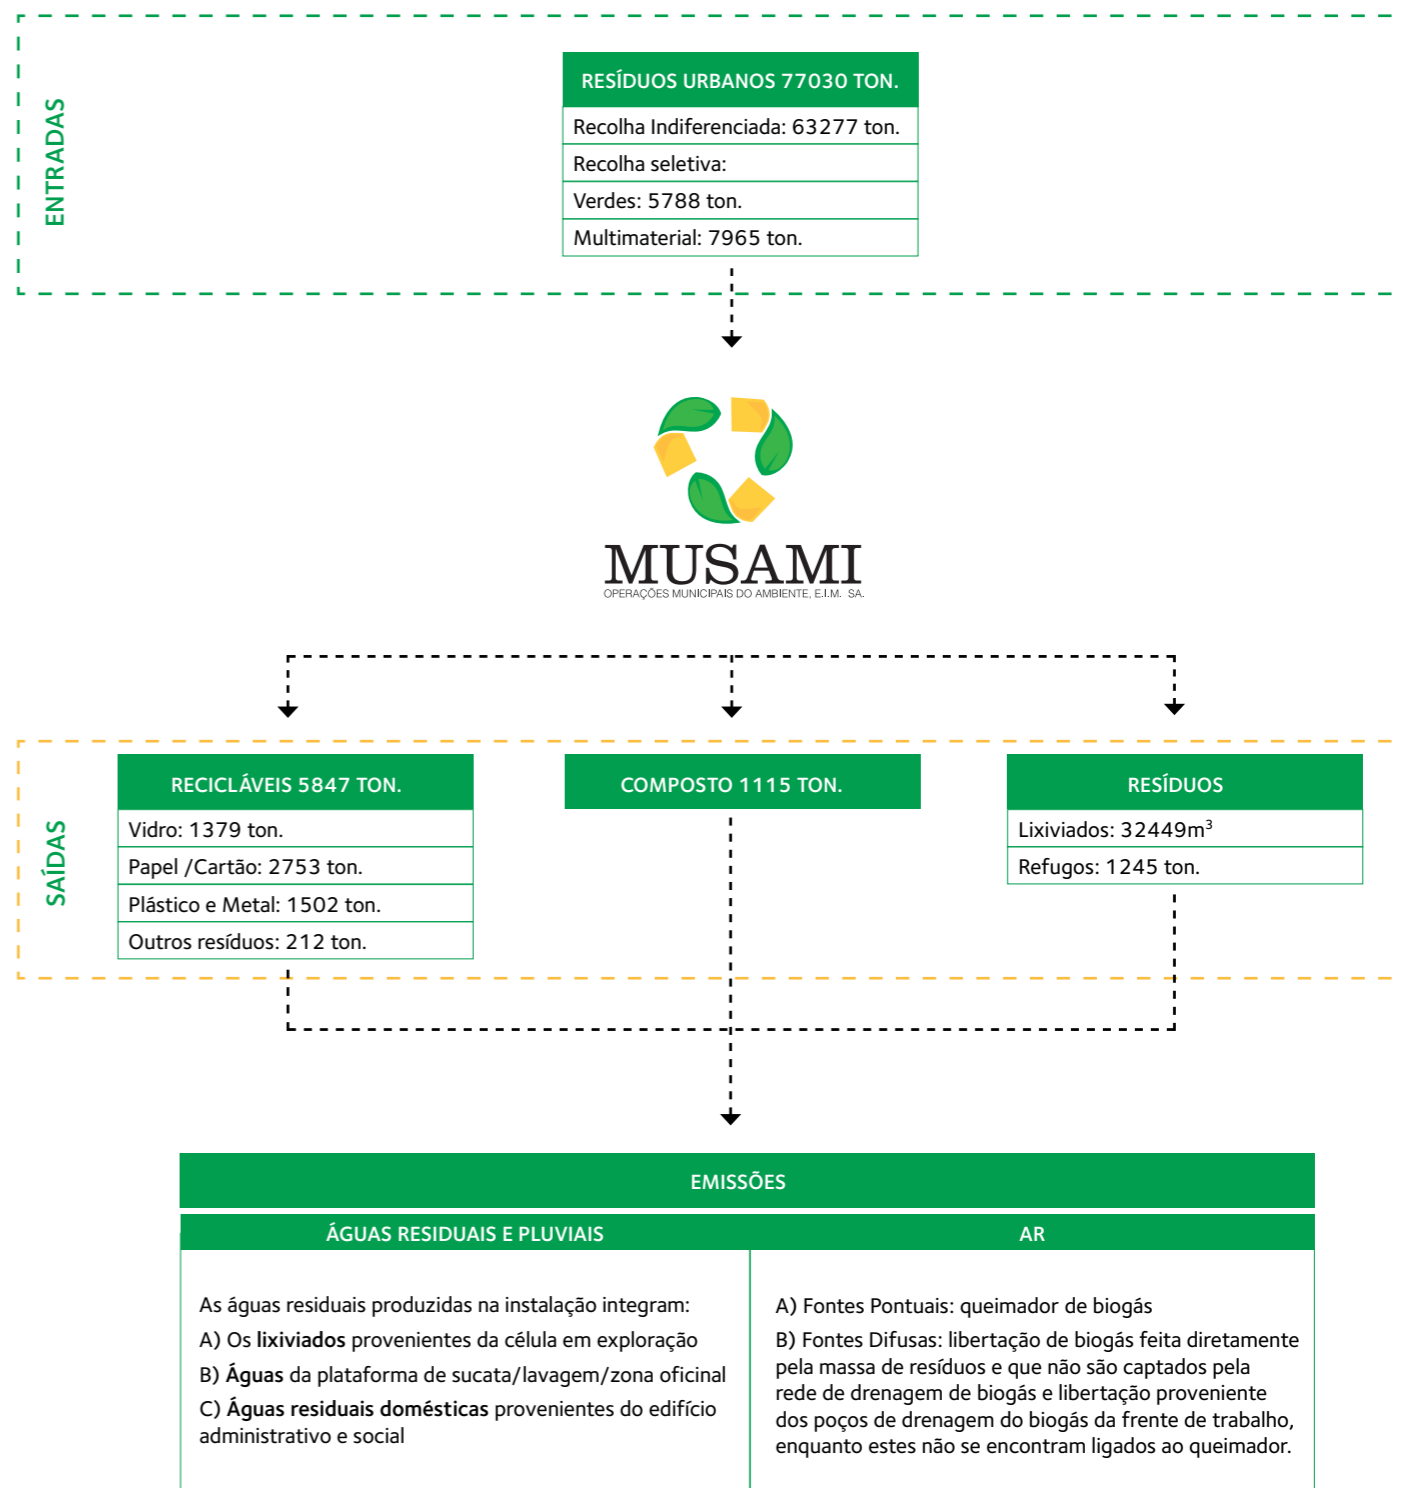 ENTRADAS
RESÍDUOS URBANOS 77030 TON.
Recolha Indiferenciada: 63277 ton.
Recolha seletiva:
Verdes: 5788 ton.
Multimaterial: 7965 ton.
MUSAMI
OPERAÇÕES MUNICIPAIS DO AMBIENTE, E.I.M. SA.
SAÍDAS
RECICLÁVEIS 5847 TON.
Vidro: 1379 ton.
Papel /Cartão: 2753 ton.
Plástico e Metal: 1502 ton.
Outros resíduos: 212 ton.
COMPOSTO 1115 TON.
RESÍDUOS
Lixiviados: 32449m³
Refugos: 1245 ton.
EMISSÕES
ÁGUAS RESIDUAIS E PLUVIAIS
As águas residuais produzidas na instalação integram:
A) Os lixiviados provenientes da célula em exploração
B) Águas da plataforma de sucata/lavagem/zona oficinal
C) Águas residuais domésticas provenientes do edifício
administrativo e social
AR
A) Fontes Pontuais: queimador de biogás
B) Fontes Difusas: libertação de biogás feita diretamente
pela massa de resíduos e que não são captados pela
rede de drenagem de biogás e libertação proveniente
dos poços de drenagem do biogás da frente de trabalho,
enquanto estes não se encontram ligados ao queimador.